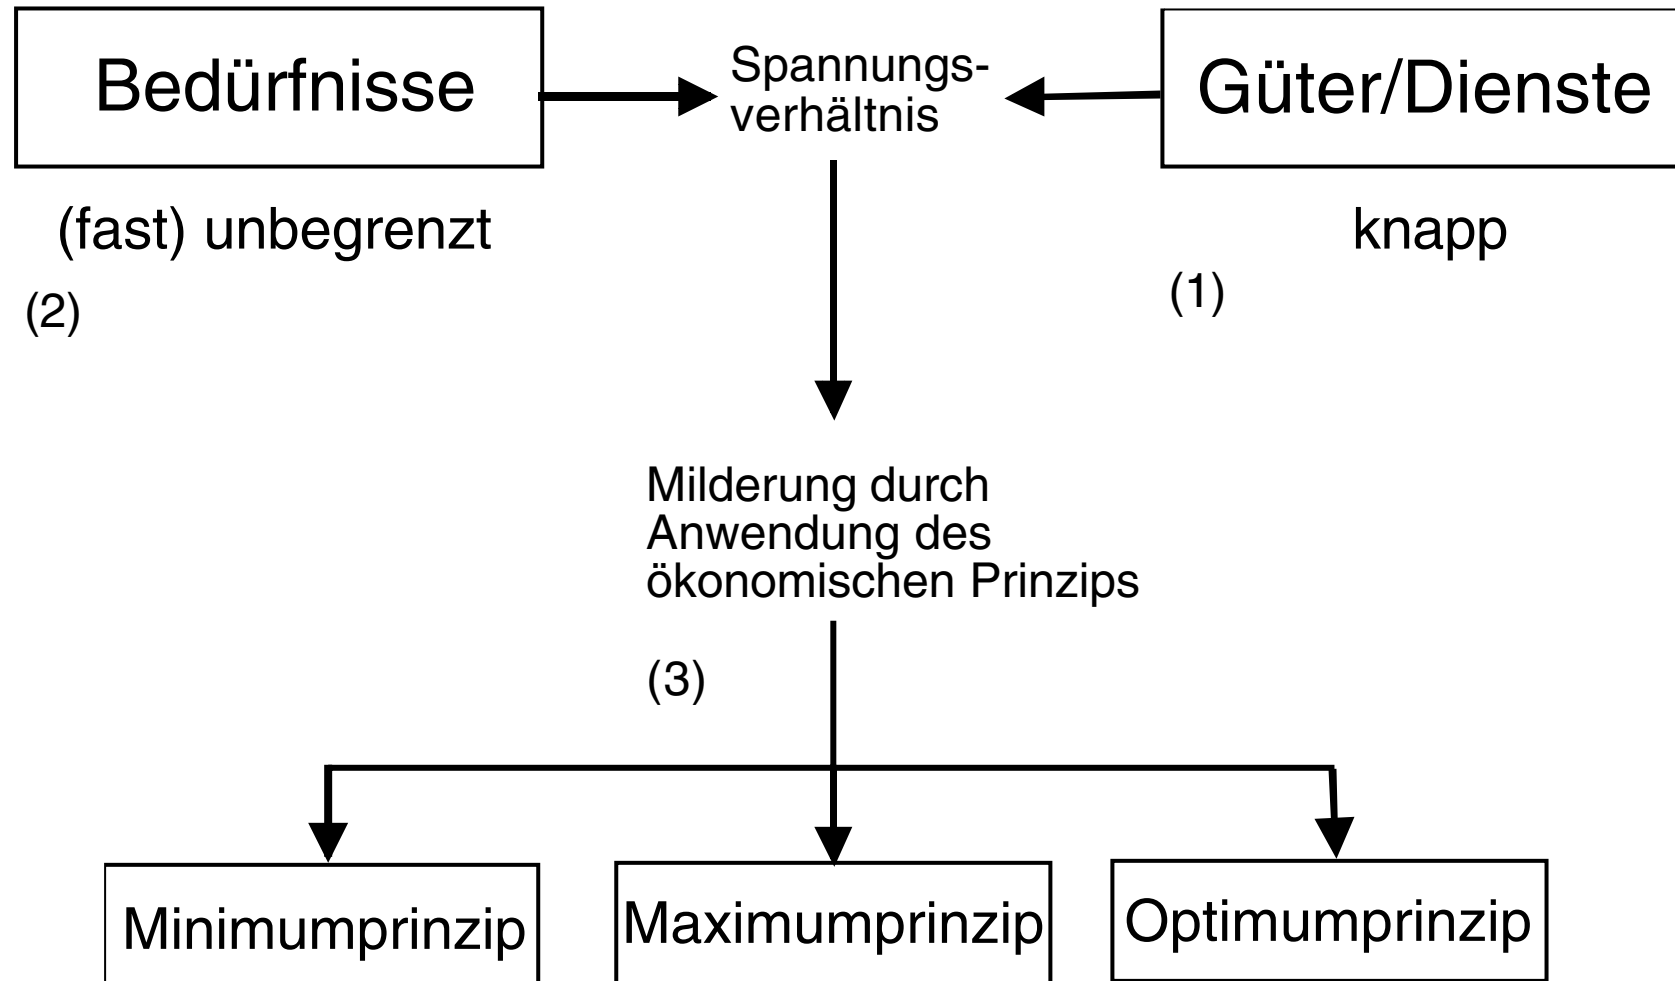 Bedürfnisse
Spannungs-
verhältnis
Güter/Dienste
(fast) unbegrenzt
knapp
(2)
(1)
Milderung durch
Anwendung des
ökonomischen Prinzips
(3)
Minimumprinzip
Maximumprinzip
Optimumprinzip